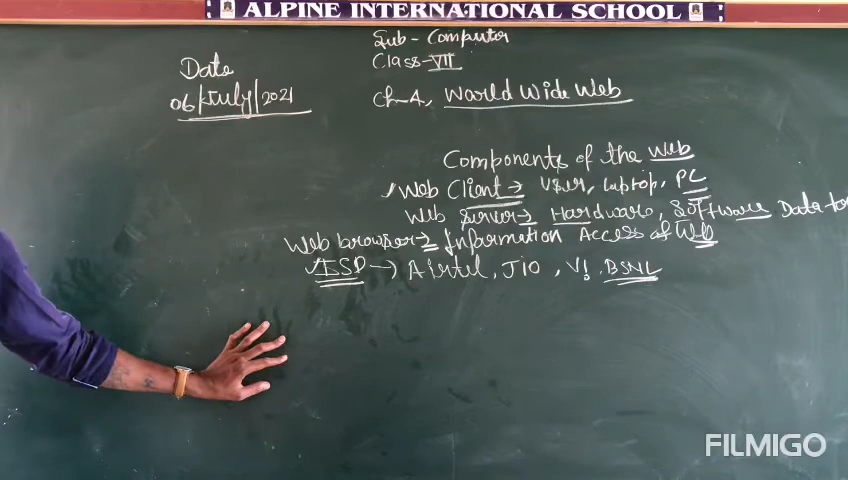 ALPINE INTERNATIONAL SCHOOL
Sub - Computer
Class - VII
Date
06/July/2021
Ch-4, World Wide Web
Components of the Web
Web Client → User, Laptop, PC
Web Server → Hardware, Software Data
Web browser → Information Access of Web
ISP → Airtel, JIO, V!, BSNL
FILMIGO